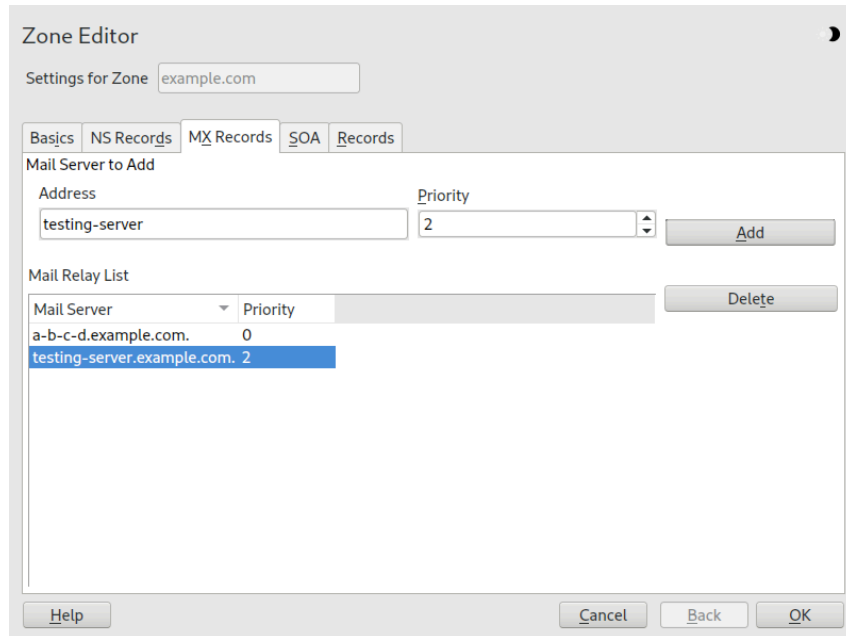 Zone Editor
Settings for Zone example.com
Basics NS Records MX Records SOA Records
Mail Server to Add
Address Priority
testing-server 2 Add
Mail Relay List
Delete
Mail Server Priority
a-b-c-d.example.com. 0
testing-server.example.com. 2
Help Cancel Back OK